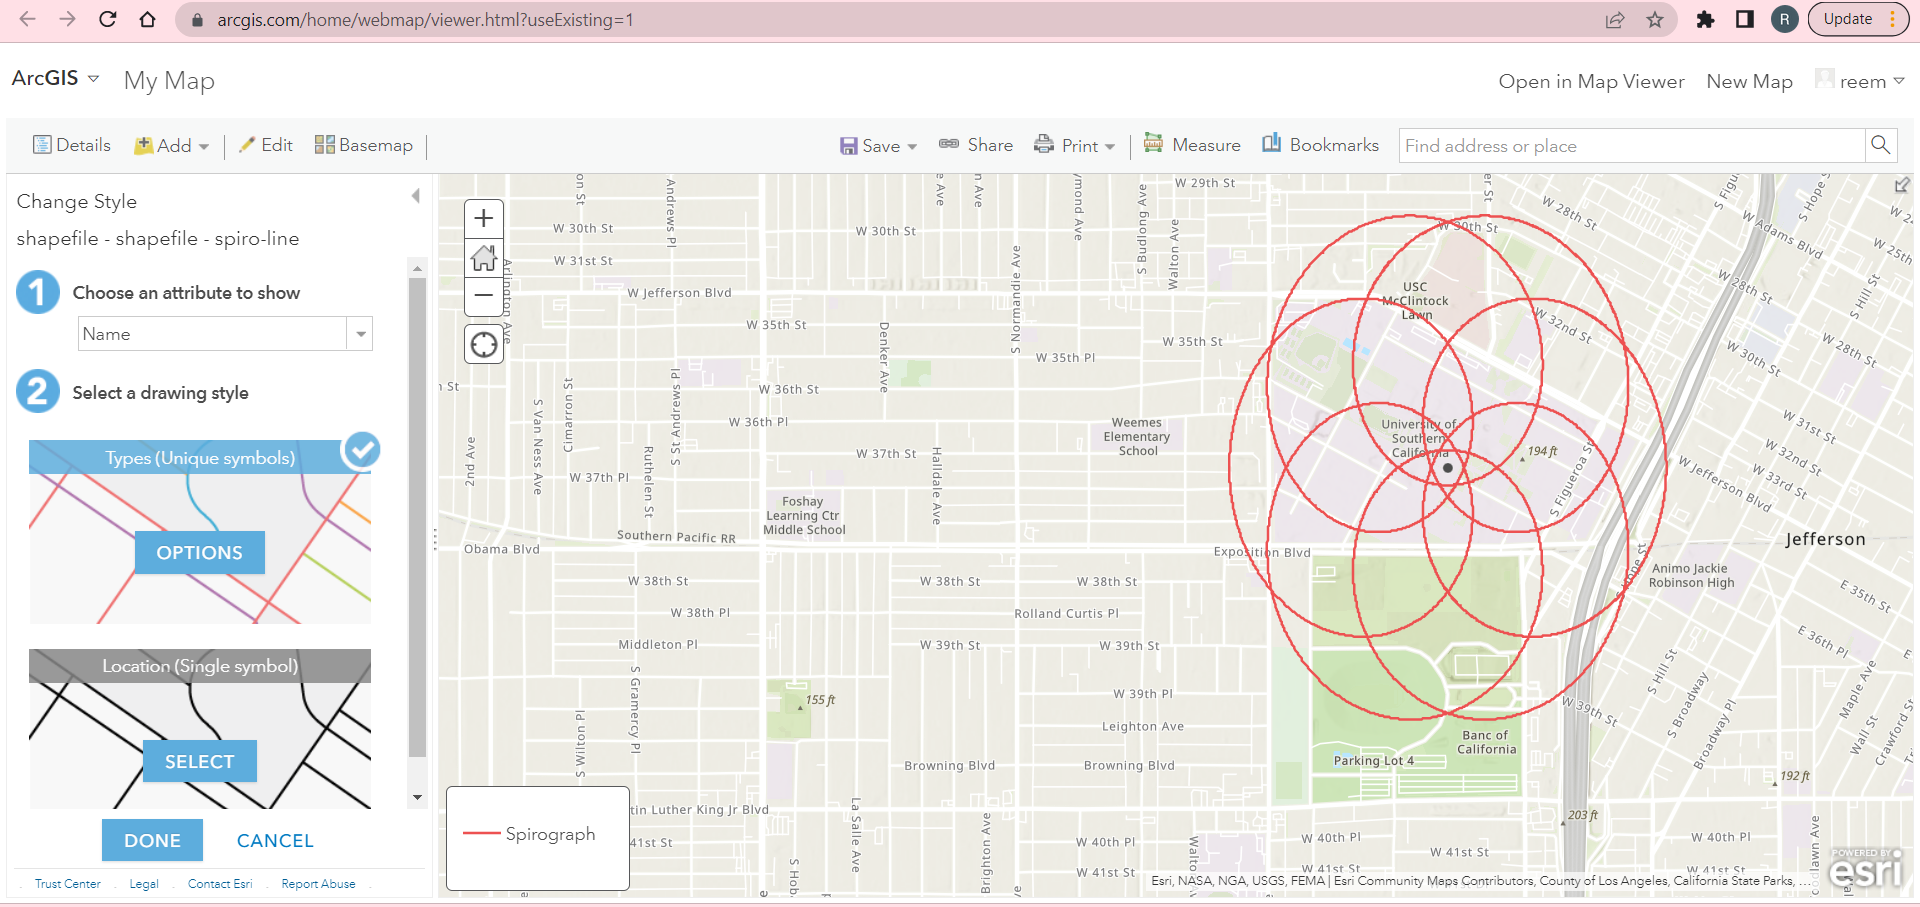 arcgis.com/home/webmap/viewer.html?useExisting=1
R
Update
ArcGIS
My Map
Open in Map Viewer
New Map
reem
Details
Add
Edit
Basemap
Save
Share
Print
Measure
Bookmarks
Find address or place
Change Style
shapefile - shapefile - spiro-line
1
Choose an attribute to show
Name
2
Select a drawing style
Types (Unique symbols)
OPTIONS
Location (Single symbol)
SELECT
DONE
CANCEL
Trust Center
Legal
Contact Esri
Report Abuse
W 29th St
W 30th St
W 30th St
W 30th St
W 28th St
W 31st St
W Jefferson Blvd
W 35th St
W 35th Pl
W 35th St
W 36th St
W 36th Pl
W 37th St
W 37th Pl
Andrews Pl
Arlington Ave
S Normandie Ave
S Budlong Ave
Walton Ave
Denker Ave
Halldale Ave
2nd Ave
S Van Ness Ave
Cimarron St
Ruthelen St
S St Andrews Pl
Weemes
Elementary
School
Foshay
Learning Ctr
Middle School
Southern Pacific RR
Obama Blvd
Exposition Blvd
USC
McClintock
Lawn
University of
Southern
California
194 ft
S Figueroa St
W 32nd St
W Adams Blvd
W 25th
W 28th St
S Hill St
W 30th St
W 28th St
W 31st St
W 32nd St
W 33rd St
W Jefferson Blvd
S Hope S
Jefferson
Animo Jackie
Robinson High
E 35th St
E 36th Pl
W 38th St
W 38th St
W 38th St
W 38th Pl
Rolland Curtis Pl
Middleton Pl
W 39th St
W 39th St
W 39th Pl
W 39th St
Leighton Ave
155 ft
S Gramercy Pl
S Wilton Pl
Browning Blvd
Browning Blvd
Parking Lot 4
Banc of
California
S Hill St
S Broadway
Broadway Pl
Maple Ave
Wall St
Crawford St
192 ft
203 ft
tin Luther King Jr Blvd
La Salle Ave
Brighton Ave
41st St
W 40th Pl
W 41st St
W 40th Pl
W 41st St
W 40th Pl
W 41st St
Spirograph
Esri, NASA, NGA, USGS, FEMA | Esri Community Maps Contributors, County of Los Angeles, California State Parks, ...
POWERED BY
esri